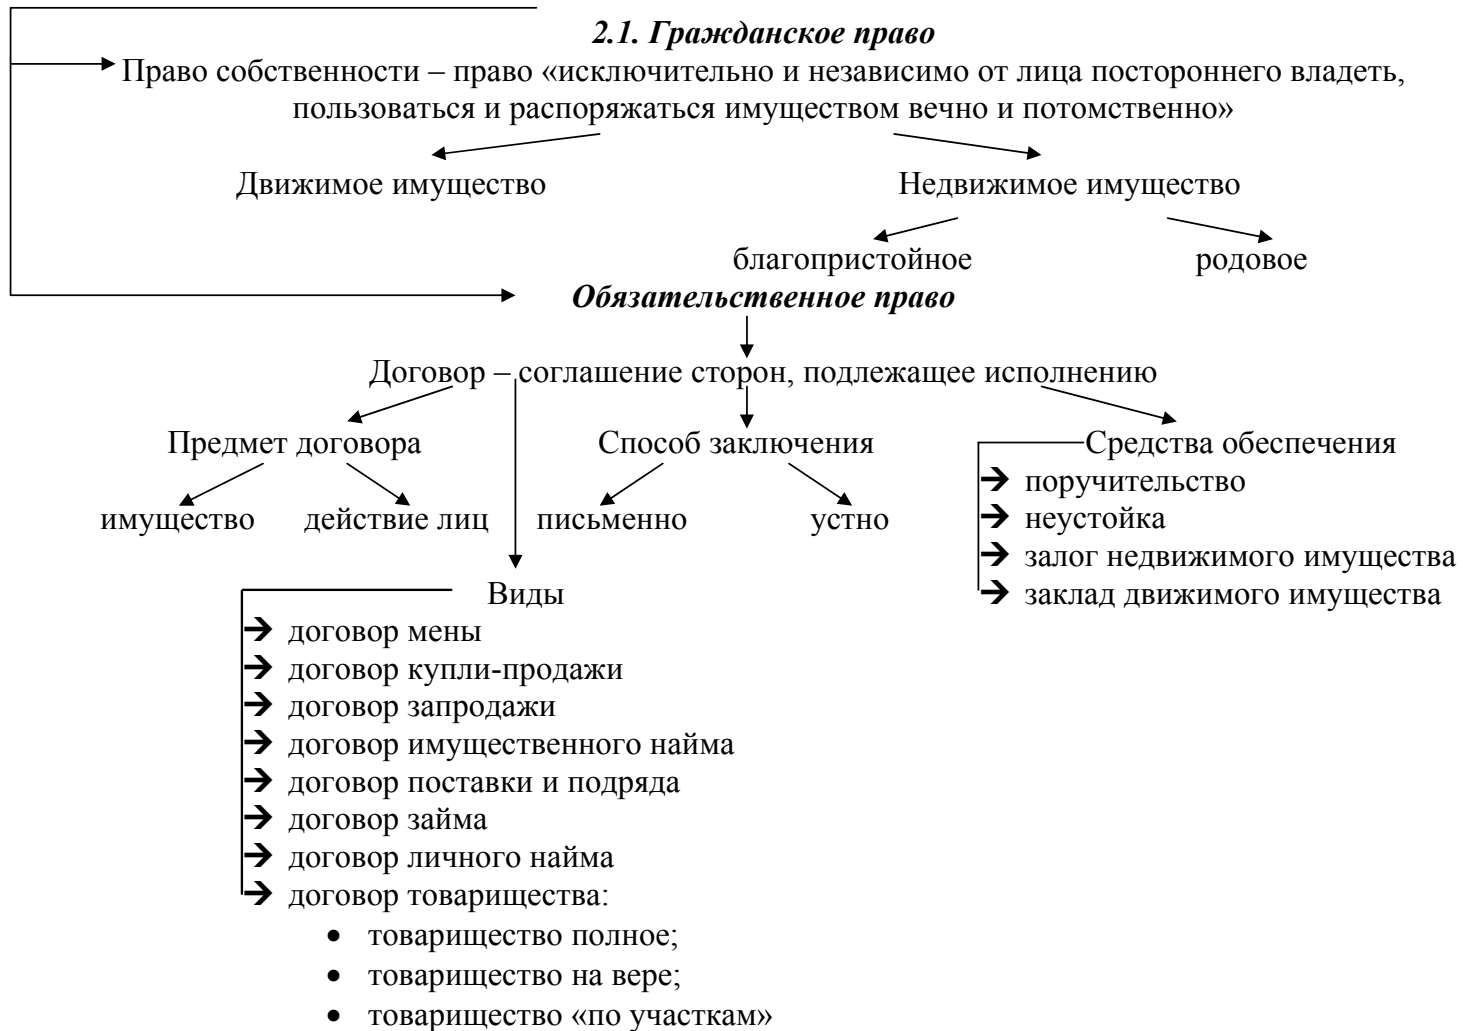 2.1. Гражданское право
Право собственности – право «исключительно и независимо от лица постороннего владеть,
пользоваться и распоряжаться имуществом вечно и потомственно»
Движимое имущество Недвижимое имущество
благопристойное родовое
Обязательственное право
Договор – соглашение сторон, подлежащее исполнению
Предмет договора Способ заключения Средства обеспечения
поручительство
имущество действие лиц письменно устно неустойка
залог недвижимого имущества
заклад движимого имущества
Виды
договор мены
договор купли-продажи
договор запродажи
договор имущественного найма
договор поставки и подряда
договор займа
договор личного найма
договор товарищества:
• товарищество полное;
• товарищество на вере;
• товарищество «по участкам»